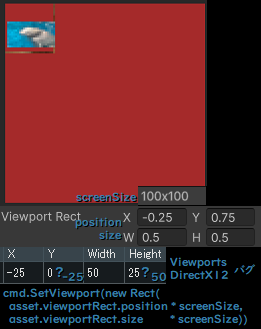 screenSize 100x100
position
Viewport Rect X -0.25 Y 0.75
size W 0.5 H 0.5
X Y Width Height
-25 0?-25 50 25?50
Viewports
DirectX12 バグ
cmd.SetViewport(new Rect(
asset.viewportRect.position * screenSize,
asset.viewportRect.size * screenSize))